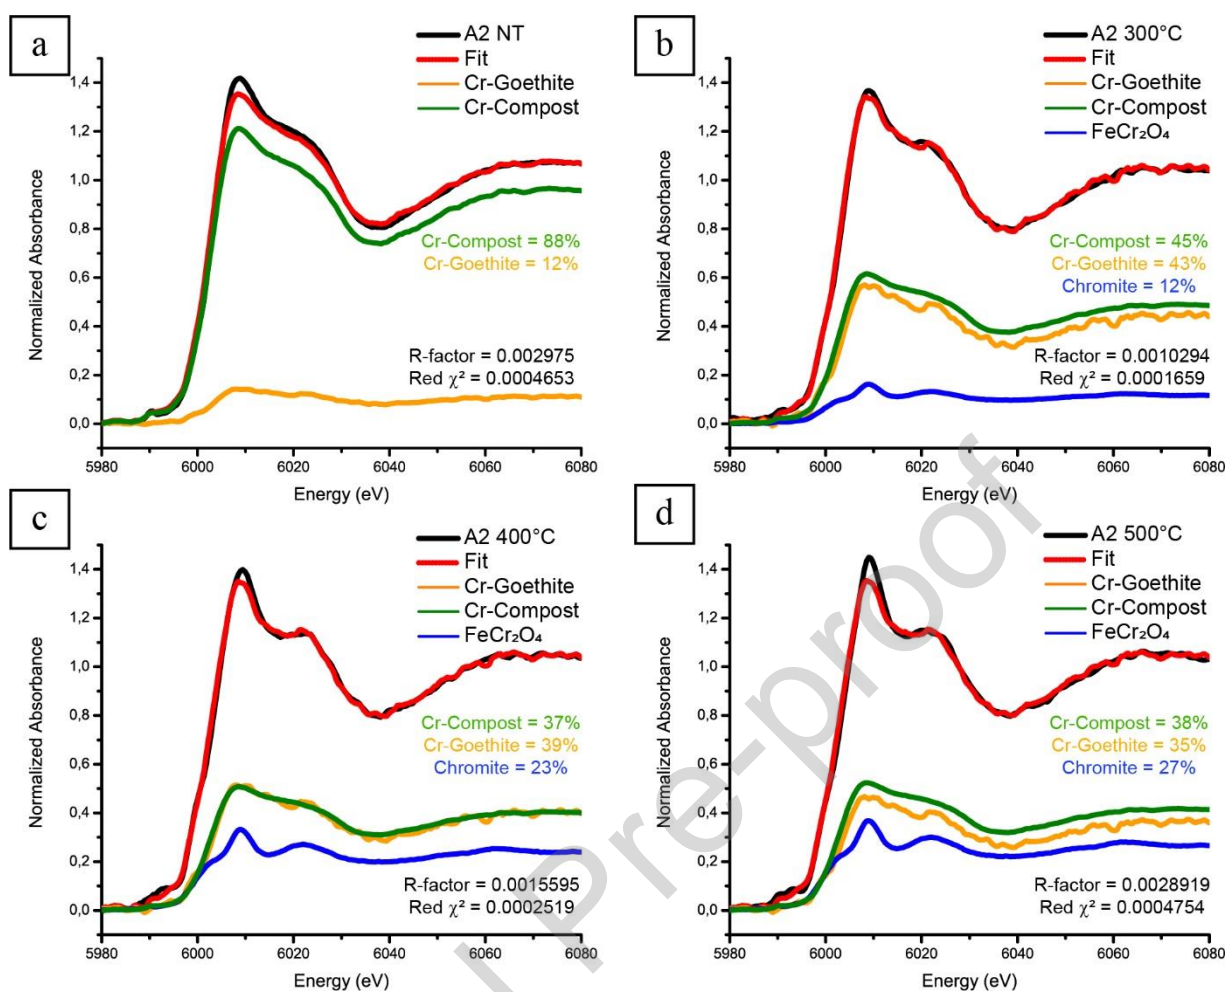 a
A2 NT
Fit
Cr-Goethite
Cr-Compost
1,4
1,2
1,0
0,8
0,6
0,4
0,2
0,0
Normalized Absorbance
Cr-Compost = 88%
Cr-Goethite = 12%
R-factor = 0.002975
Red χ² = 0.0004653
5980 6000 6020 6040 6060 6080
Energy (eV)
b
A2 300°C
Fit
Cr-Goethite
Cr-Compost
FeCr₂O₄
1,4
1,2
1,0
0,8
0,6
0,4
0,2
0,0
Normalized Absorbance
Cr-Compost = 45%
Cr-Goethite = 43%
Chromite = 12%
R-factor = 0.0010294
Red χ² = 0.0001659
5980 6000 6020 6040 6060 6080
Energy (eV)
c
A2 400°C
Fit
Cr-Goethite
Cr-Compost
FeCr₂O₄
1,4
1,2
1,0
0,8
0,6
0,4
0,2
0,0
Normalized Absorbance
Cr-Compost = 37%
Cr-Goethite = 39%
Chromite = 23%
R-factor = 0.0015595
Red χ² = 0.0002519
5980 6000 6020 6040 6060 6080
Energy (eV)
d
A2 500°C
Fit
Cr-Goethite
Cr-Compost
FeCr₂O₄
1,4
1,2
1,0
0,8
0,6
0,4
0,2
0,0
Normalized Absorbance
Cr-Compost = 38%
Cr-Goethite = 35%
Chromite = 27%
R-factor = 0.0028919
Red χ² = 0.0004754
5980 6000 6020 6040 6060 6080
Energy (eV)
l Pre-proof